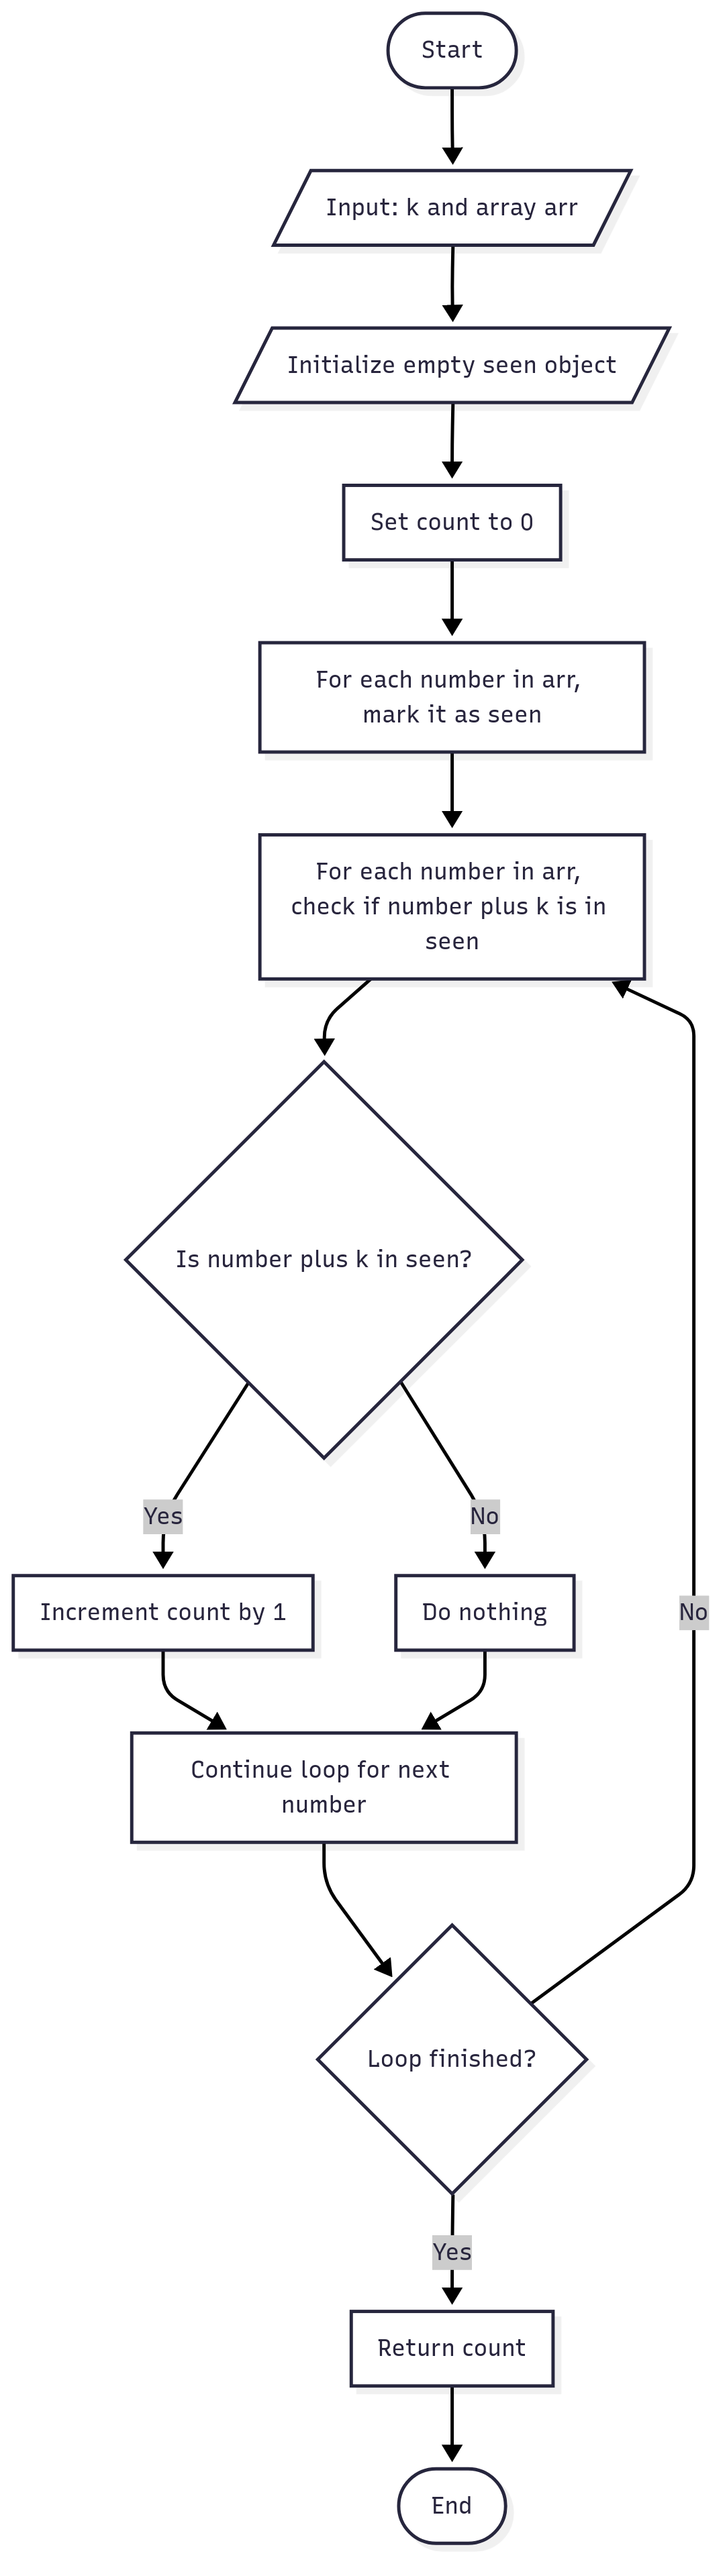 Start
Input: k and array arr
Initialize empty seen object
Set count to 0
For each number in arr,
mark it as seen
For each number in arr,
check if number plus k is in
seen
Is number plus k in seen?
Yes
No
Increment count by 1
Do nothing
No
Continue loop for next
number
Loop finished?
Yes
Return count
End